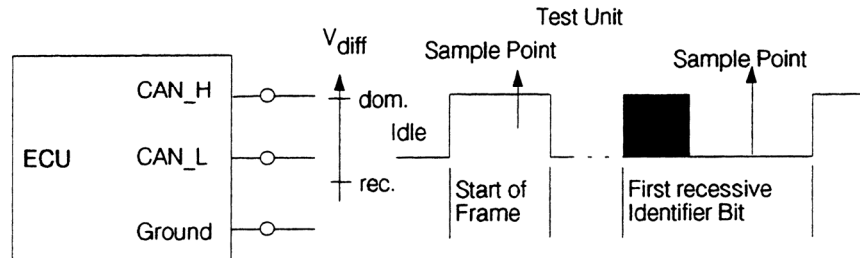 Test Unit
V diff
Sample Point
Sample Point
CAN_H
dom.
Idle
ECU
CAN_L
rec.
Start of
Frame
First recessive
Identifier Bit
Ground